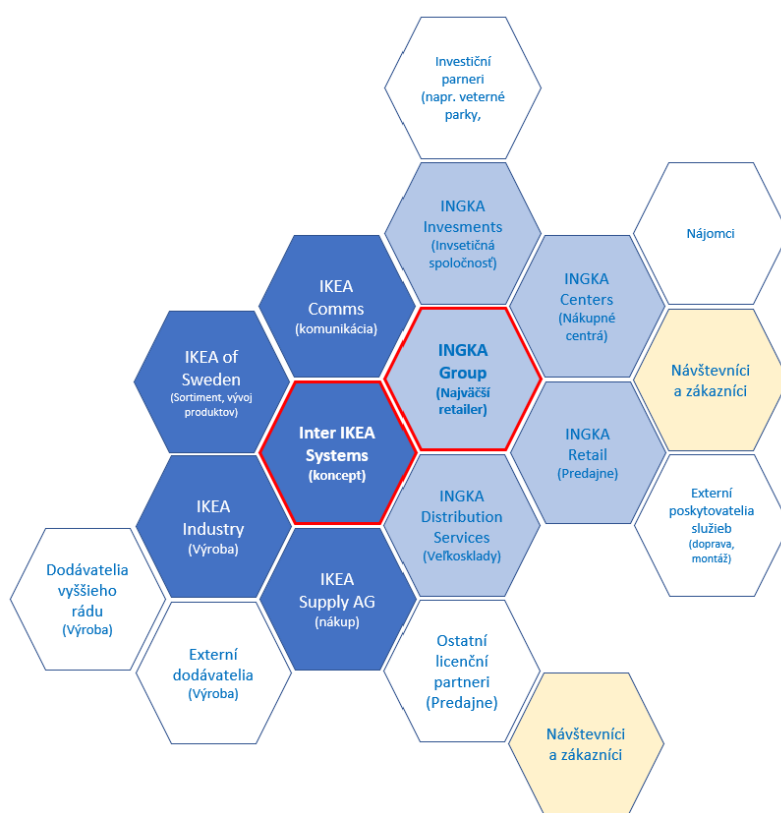 Investiční
parneri
(napr. veterné
parky,
INGKA
Invesments
(Invsetičná
spoločnosť)
Nájomci
IKEA
Comms
(komunikácia)
INGKA
Centers
(Nákupné
centrá)
IKEA of
Sweden
(Sortiment, vývoj
produktov)
INGKA
Group
(Najväčší
retailer)
Návštevníci
a zákazníci
Inter IKEA
Systems
(koncept)
INGKA
Retail
(Predajne)
IKEA
Industry
(Výroba)
INGKA
Distribution
Services
(Veľkosklady)
Externí
poskytovatelia
služieb
(doprava,
montáž)
Dodávatelia
vyššieho
rádu
(Výroba)
IKEA
Supply AG
(nákup)
Externí
dodávatelia
(Výroba)
Ostatní
licenční
partneri
(Predajne)
Návštevníci
a zákazníci